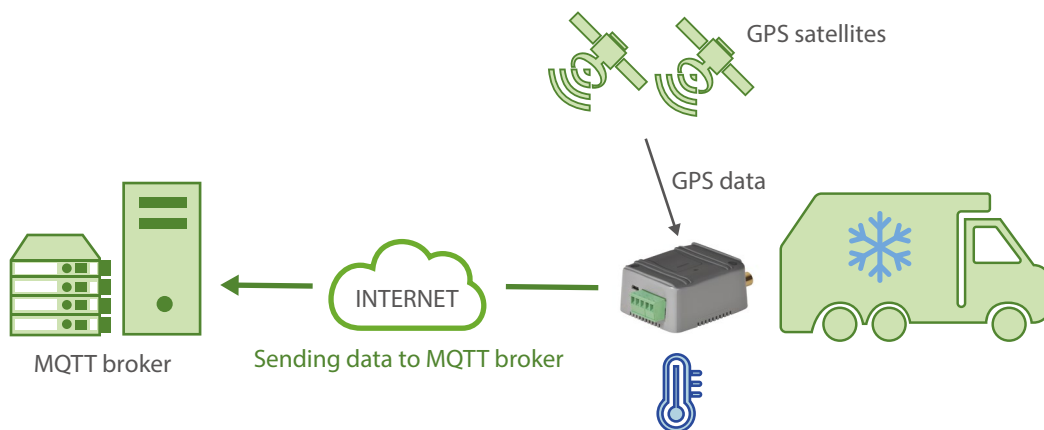 GPS satellites
GPS data
INTERNET
MQTT broker
Sending data to MQTT broker